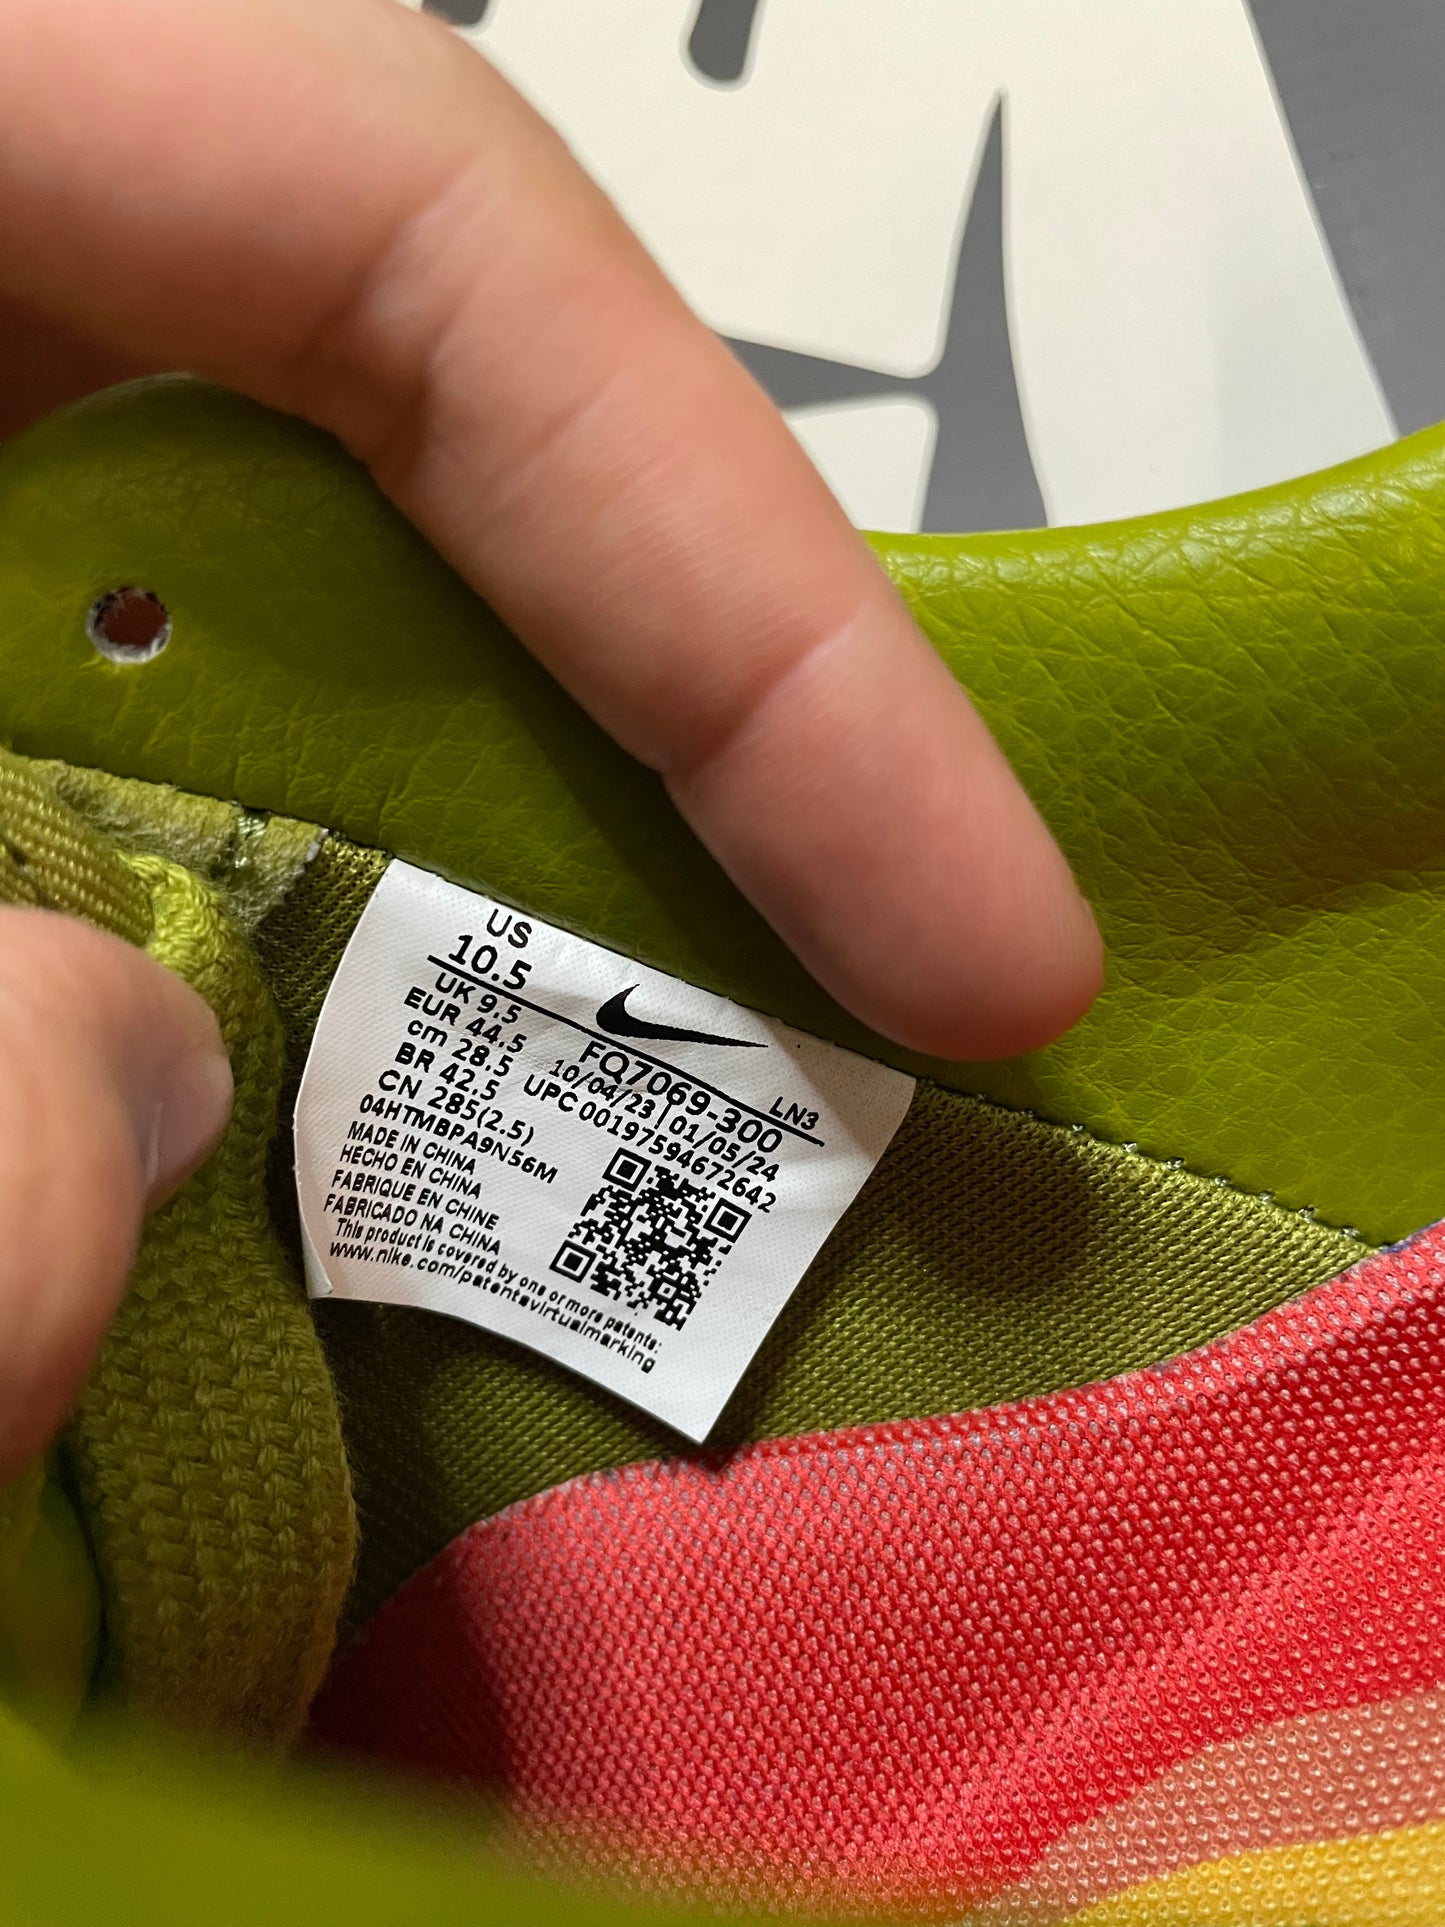 US
10.5
UK 9.5
EUR 44.5
cm 28.5
BR 42.5
CN 285(2.5)
04HTMBPA9N56M
MADE IN CHINA
HECHO EN CHINA
FABRIQUE EN CHINE
FABRICADO NA CHINA
This product is covered by one or more patents:
www.nike.com/patentsvirtualmarking
LN3
FQ7069-300
10/04/23 | 01/05/24
UPC 00197594672642